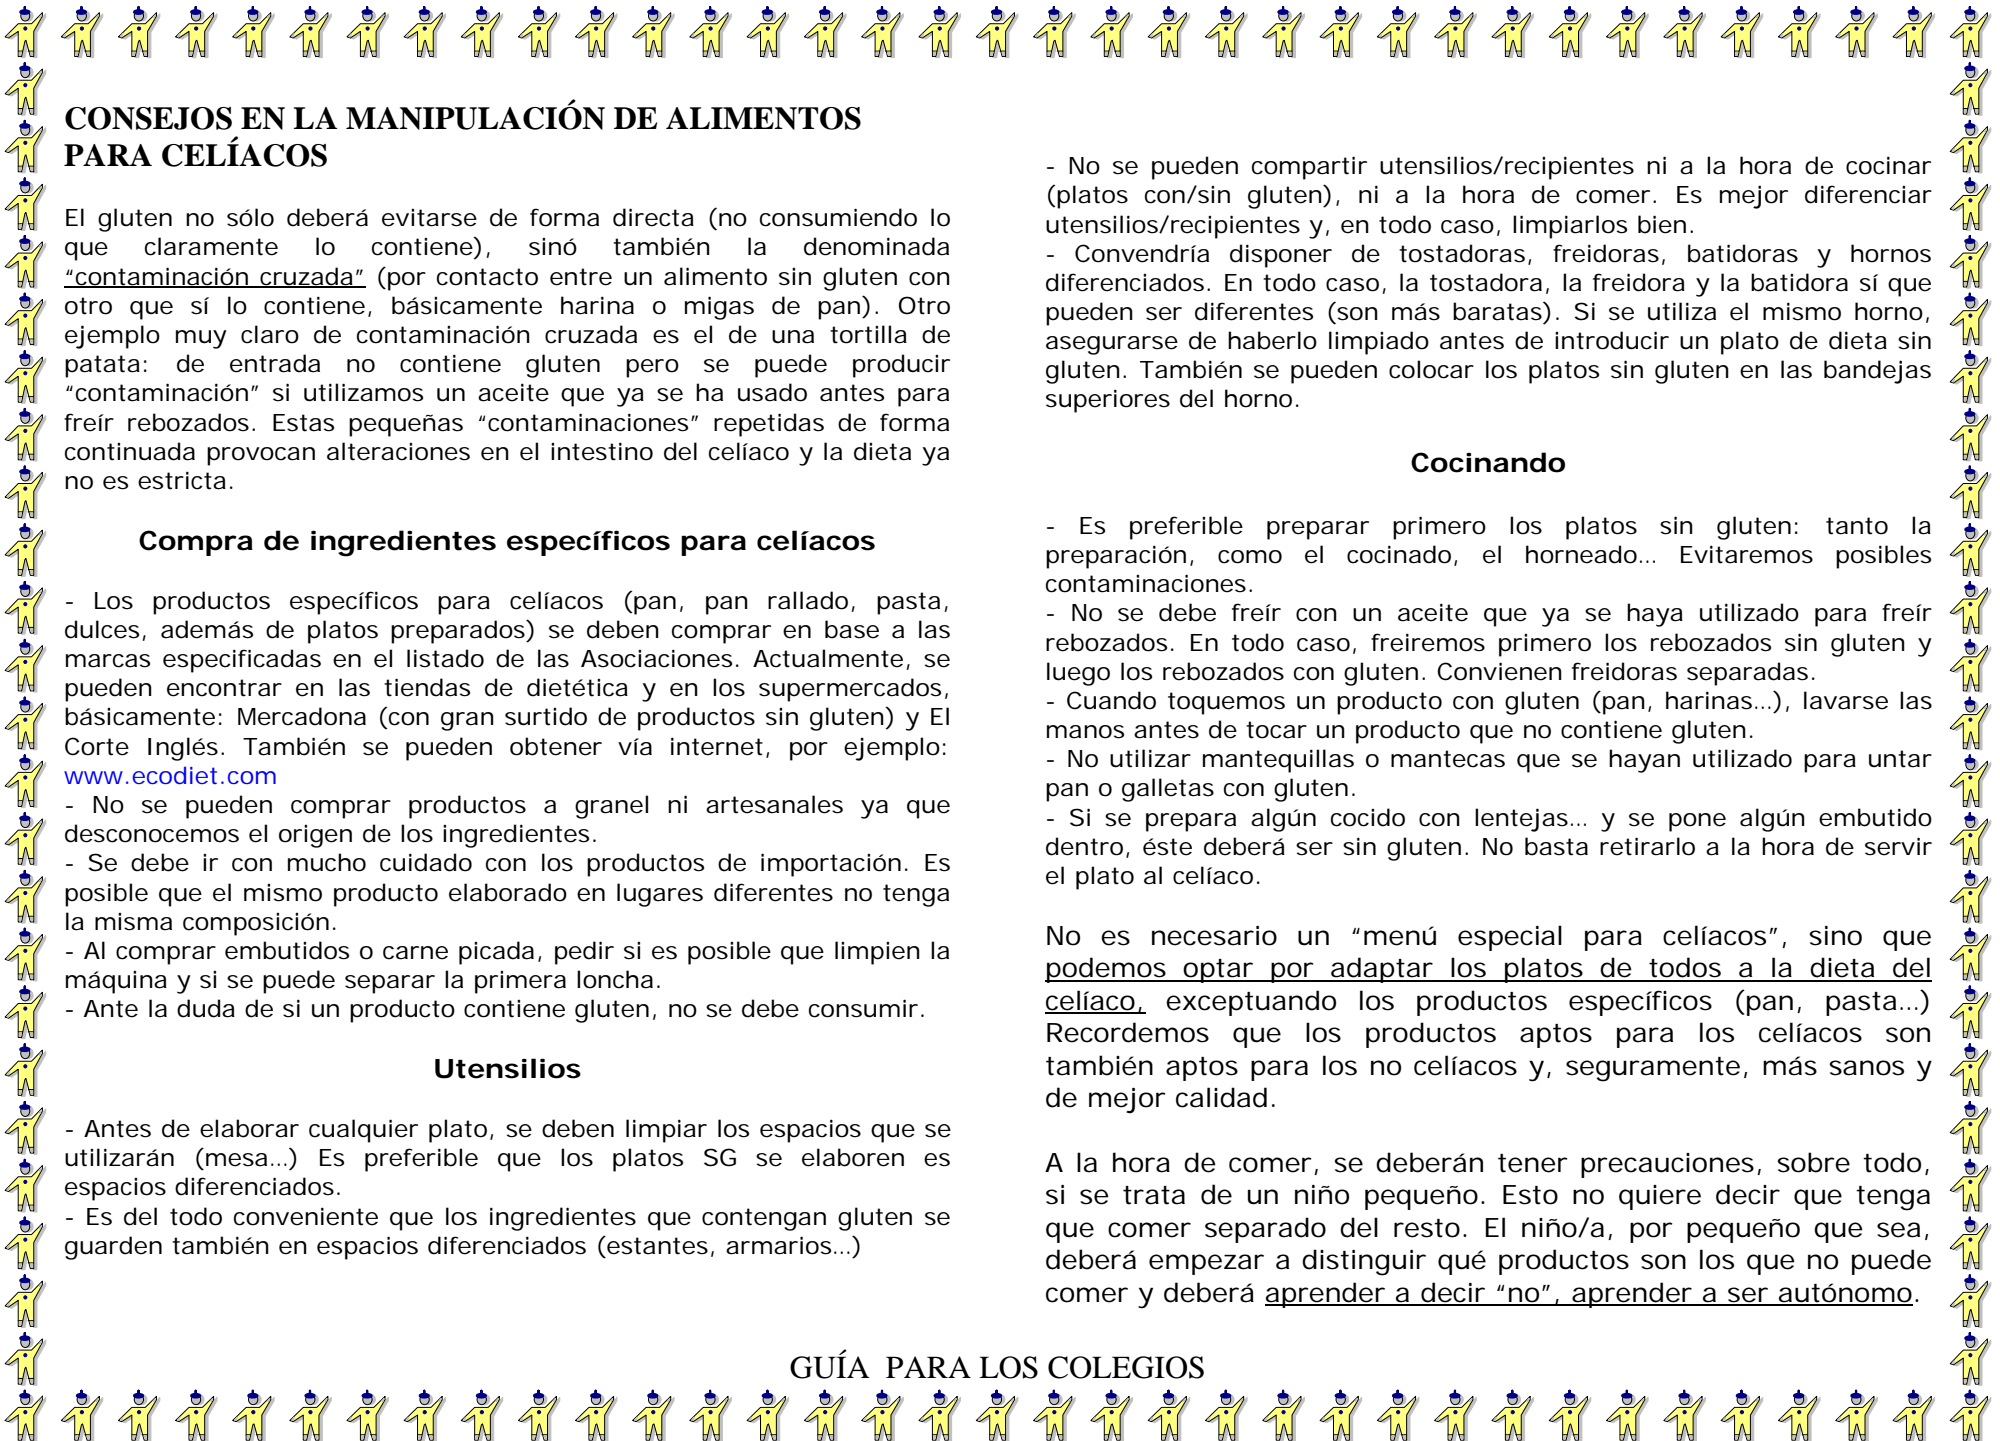 CONSEJOS EN LA MANIPULACIÓN DE ALIMENTOS
PARA CELÍACOS
El gluten no sólo deberá evitarse de forma directa (no consumiendo lo
que claramente lo contiene), sinó también la denominada
“contaminación cruzada” (por contacto entre un alimento sin gluten con
otro que sí lo contiene, básicamente harina o migas de pan). Otro
ejemplo muy claro de contaminación cruzada es el de una tortilla de
patata: de entrada no contiene gluten pero se puede producir
“contaminación” si utilizamos un aceite que ya se ha usado antes para
freír rebozados. Estas pequeñas “contaminaciones” repetidas de forma
continuada provocan alteraciones en el intestino del celíaco y la dieta ya
no es estricta.
Compra de ingredientes específicos para celíacos
- Los productos específicos para celíacos (pan, pan rallado, pasta,
dulces, además de platos preparados) se deben comprar en base a las
marcas especificadas en el listado de las Asociaciones. Actualmente, se
pueden encontrar en las tiendas de dietética y en los supermercados,
básicamente: Mercadona (con gran surtido de productos sin gluten) y El
Corte Inglés. También se pueden obtener vía internet, por ejemplo:
www.ecodiet.com
- No se pueden comprar productos a granel ni artesanales ya que
desconocemos el origen de los ingredientes.
- Se debe ir con mucho cuidado con los productos de importación. Es
posible que el mismo producto elaborado en lugares diferentes no tenga
la misma composición.
- Al comprar embutidos o carne picada, pedir si es posible que limpien la
máquina y si se puede separar la primera loncha.
- Ante la duda de si un producto contiene gluten, no se debe consumir.
Utensilios
- Antes de elaborar cualquier plato, se deben limpiar los espacios que se
utilizarán (mesa…) Es preferible que los platos SG se elaboren es
espacios diferenciados.
- Es del todo conveniente que los ingredientes que contengan gluten se
guarden también en espacios diferenciados (estantes, armarios…)
- No se pueden compartir utensilios/recipientes ni a la hora de cocinar
(platos con/sin gluten), ni a la hora de comer. Es mejor diferenciar
utensilios/recipientes y, en todo caso, limpiarlos bien.
- Convendría disponer de tostadoras, freidoras, batidoras y hornos
diferenciados. En todo caso, la tostadora, la freidora y la batidora sí que
pueden ser diferentes (son más baratas). Si se utiliza el mismo horno,
asegurarse de haberlo limpiado antes de introducir un plato de dieta sin
gluten. También se pueden colocar los platos sin gluten en las bandejas
superiores del horno.
Cocinando
- Es preferible preparar primero los platos sin gluten: tanto la
preparación, como el cocinado, el horneado… Evitaremos posibles
contaminaciones.
- No se debe freír con un aceite que ya se haya utilizado para freír
rebozados. En todo caso, freiremos primero los rebozados sin gluten y
luego los rebozados con gluten. Convienen freidoras separadas.
- Cuando toquemos un producto con gluten (pan, harinas…), lavarse las
manos antes de tocar un producto que no contiene gluten.
- No utilizar mantequillas o mantecas que se hayan utilizado para untar
pan o galletas con gluten.
- Si se prepara algún cocido con lentejas… y se pone algún embutido
dentro, éste deberá ser sin gluten. No basta retirarlo a la hora de servir
el plato al celíaco.
No es necesario un “menú especial para celíacos”, sino que
podemos optar por adaptar los platos de todos a la dieta del
celíaco, exceptuando los productos específicos (pan, pasta…)
Recordemos que los productos aptos para los celíacos son
también aptos para los no celíacos y, seguramente, más sanos y
de mejor calidad.
A la hora de comer, se deberán tener precauciones, sobre todo,
si se trata de un niño pequeño. Esto no quiere decir que tenga
que comer separado del resto. El niño/a, por pequeño que sea,
deberá empezar a distinguir qué productos son los que no puede
comer y deberá aprender a decir “no”, aprender a ser autónomo.
GUÍA PARA LOS COLEGIOS